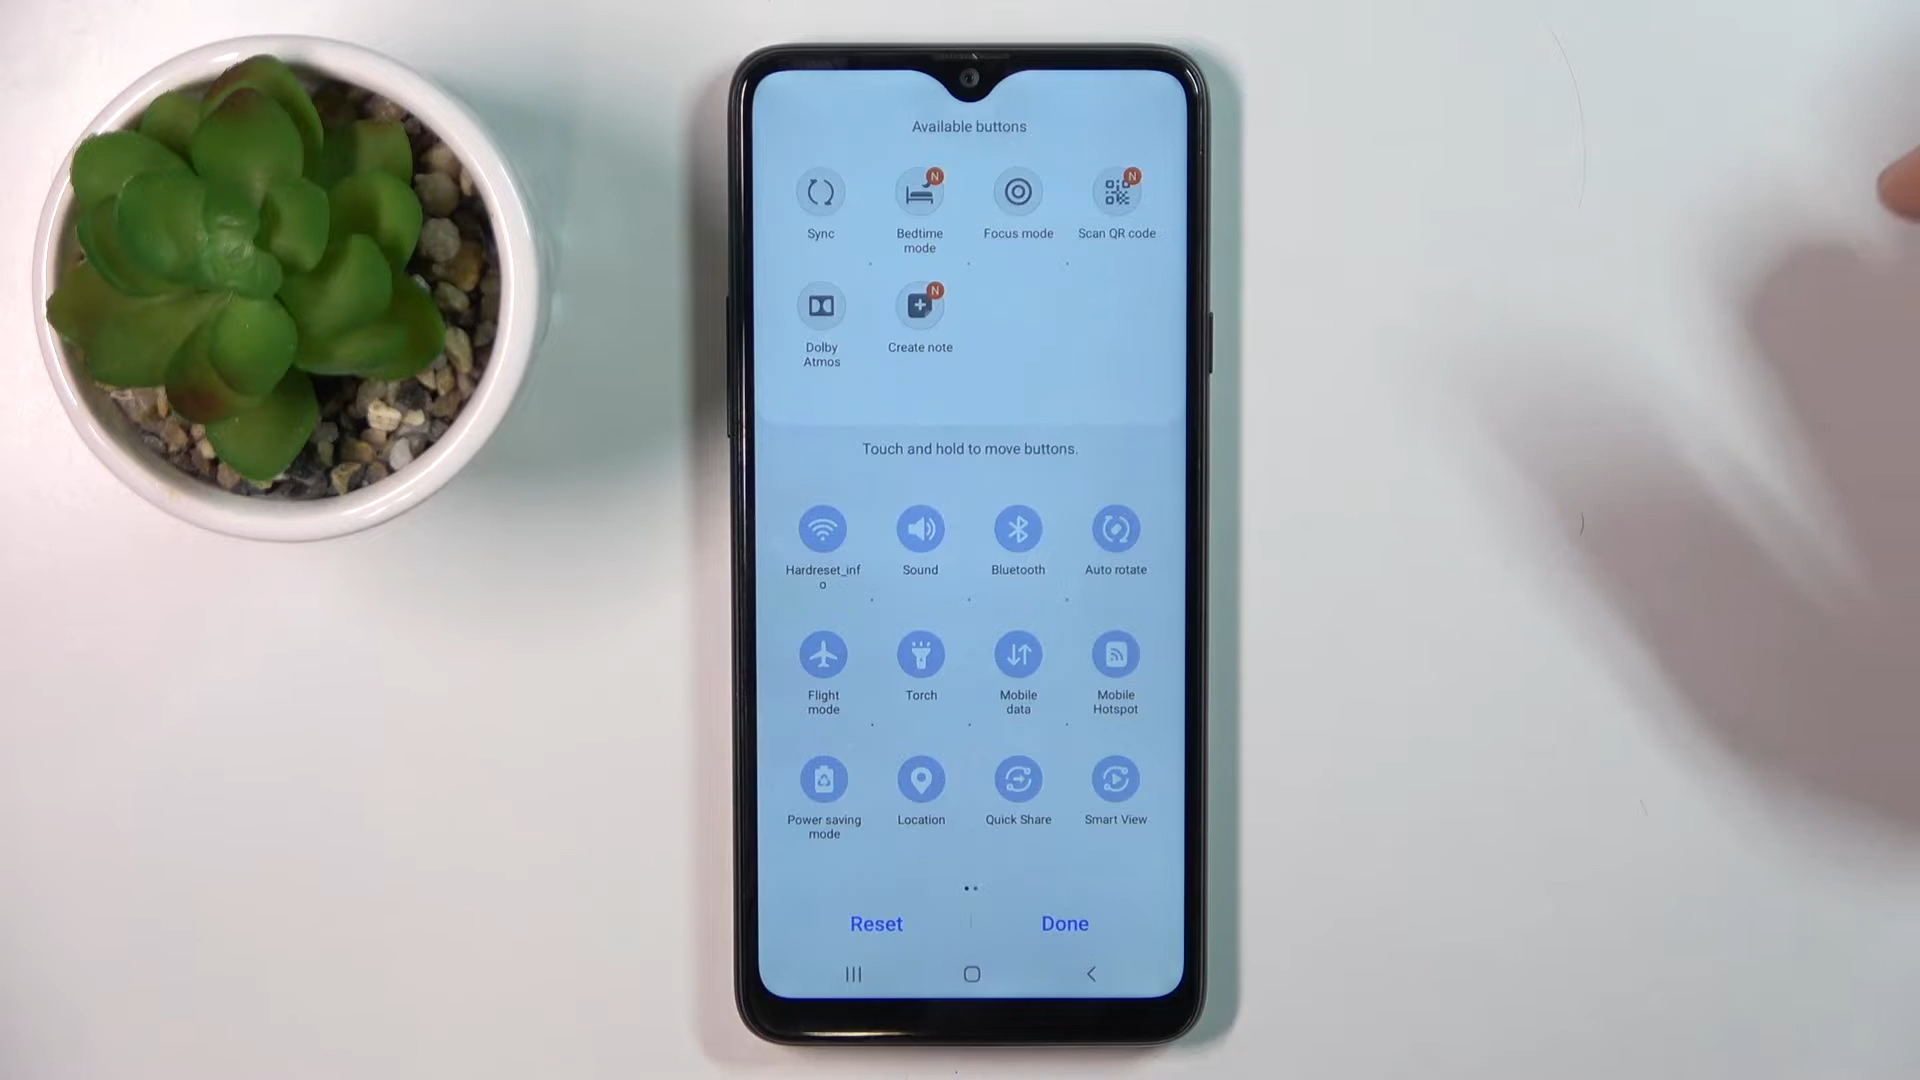 Available buttons
N
N
Sync
Bedtime
mode
Focus mode
Scan QR code
N
Dolby
Atmos
Create note
Touch and hold to move buttons.
Hardreset_inf
o
Sound
Bluetooth
Auto rotate
Flight
mode
Torch
Mobile
data
Mobile
Hotspot
Power saving
mode
Location
Quick Share
Smart View
Reset
Done